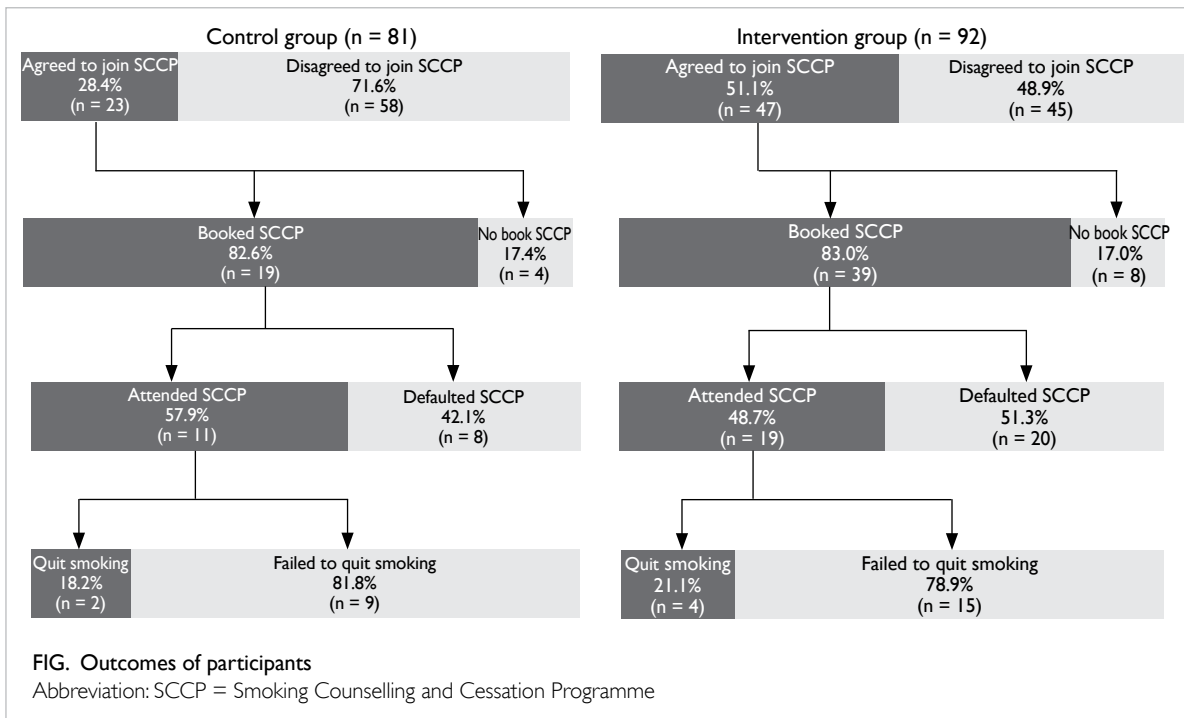 Control group (n = 81)
Agreed to join SCCP
28.4%
(n = 23)
Disagreed to join SCCP
71.6%
(n = 58)
Booked SCCP
82.6%
(n = 19)
No book SCCP
17.4%
(n = 4)
Attended SCCP
57.9%
(n = 11)
Defaulted SCCP
42.1%
(n = 8)
Quit smoking
18.2%
(n = 2)
Failed to quit smoking
81.8%
(n = 9)
Intervention group (n = 92)
Agreed to join SCCP
51.1%
(n = 47)
Disagreed to join SCCP
48.9%
(n = 45)
Booked SCCP
83.0%
(n = 39)
No book SCCP
17.0%
(n = 8)
Attended SCCP
48.7%
(n = 19)
Defaulted SCCP
51.3%
(n = 20)
Quit smoking
21.1%
(n = 4)
Failed to quit smoking
78.9%
(n = 15)
FIG. Outcomes of participants
Abbreviation: SCCP = Smoking Counselling and Cessation Programme